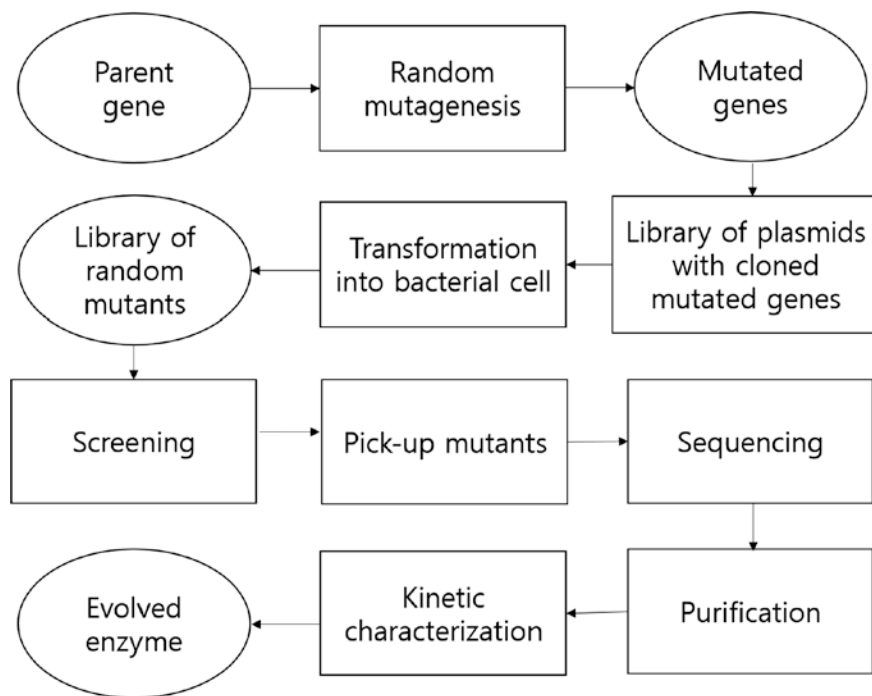 Parent
gene
Random
mutagenesis
Mutated
genes
Library of plasmids
with cloned
mutated genes
Transformation
into bacterial cell
Library of
random
mutants
Screening
Pick-up mutants
Sequencing
Purification
Kinetic
characterization
Evolved
enzyme